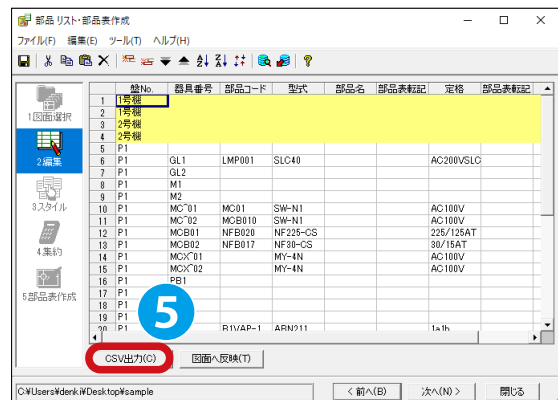 部品 リスト・部品表作成
ファイル(F) 編集(E) ツール(T) ヘルプ(H)
盤No. 器具番号 部品コード 型式 部品名 部品表転記 定格 部品表転記
1 1号棚
2 1号棚
3 2号棚
4 2号棚
5 P1
6 P1 GL1 LMP001 SLC40 AC200VSLC
7 P1 GL2
8 P1 M1
9 P1 M2
10 P1 MC~01 MC01 SW-N1 AC100V
11 P1 MC~02 MCB010 SW-N1 AC100V
12 P1 MCB01 NFB020 NF225-CS 225/125AT
13 P1 MCB02 NFB017 NF30-CS 30/15AT
14 P1 MCX~01 MY-4N AC100V
15 P1 MCX~02 MY-4N AC100V
16 P1 PB1
17 P1
18 P1
19 P1
20 P1 B1VAP-1 ABN211 1a1b
1図面選択
2編集
3スタイル
4集約
5部品表作成
5
CSV出力(C) 図面へ反映(T)
C:¥Users¥denki¥Desktop¥sample <前へ(B) 次へ(N)> 閉じる